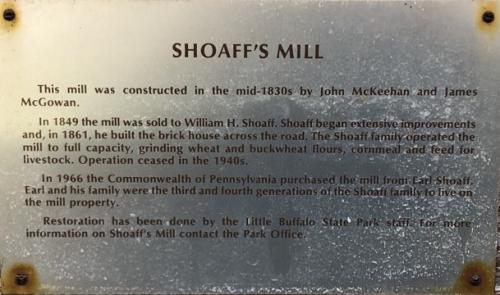 SHOAFF'S MILL
This mill was constructed in the mid-1830s by John McKeehan and James
McGowan.
In 1849 the mill was sold to William H. Shoaff. Shoaff began extensive improvements
and, in 1861, he built the brick house across the road. The Shoaff family operated the
mill to full capacity, grinding wheat and buckwheat flours, cornmeal and feed for
livestock. Operation ceased in the 1940s.
In 1966 the Commonwealth of Pennsylvania purchased the mill from Earl Shoaff.
Earl and his family were the third and fourth generations of the Shoaff family to live on
the mill property.
Restoration has been done by the Little Buffalo State Park staff. For more
information on Shoaff's Mill contact the Park Office.